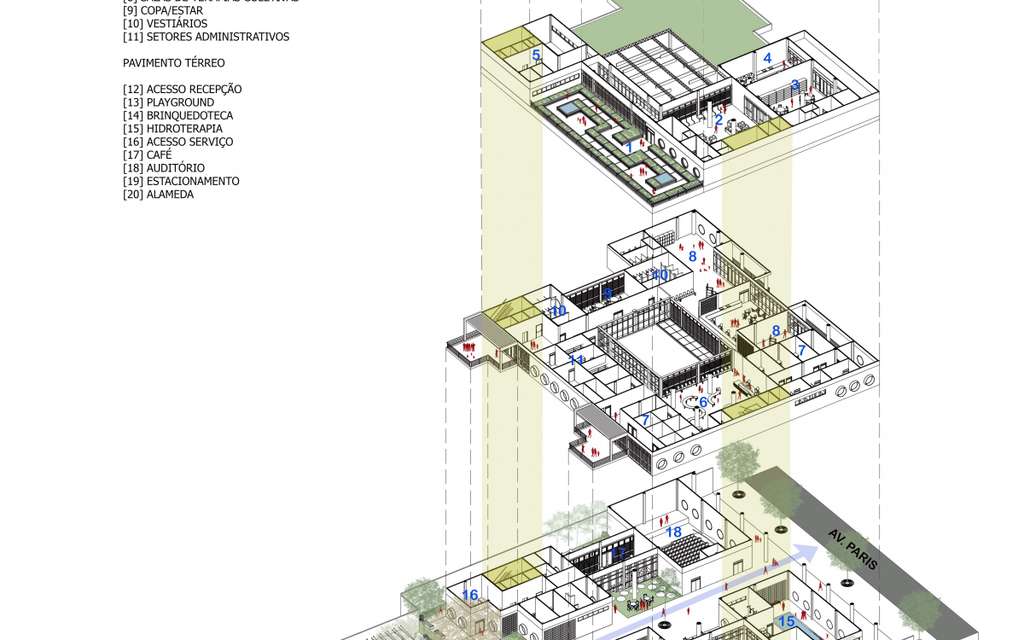 [9] COPA/ESTAR
[10] VESTIÁRIOS
[11] SETORES ADMINISTRATIVOS
PAVIMENTO TÉRREO
[12] ACESSO RECEPÇÃO
[13] PLAYGROUND
[14] BRINQUEDOTECA
[15] HIDROTERAPIA
[16] ACESSO SERVIÇO
[17] CAFÉ
[18] AUDITÓRIO
[19] ESTACIONAMENTO
[20] ALAMEDA
5
4
3
2
1
8
10
9
10
8
7
11
6
7
18
17
16
15
AV. PARIS